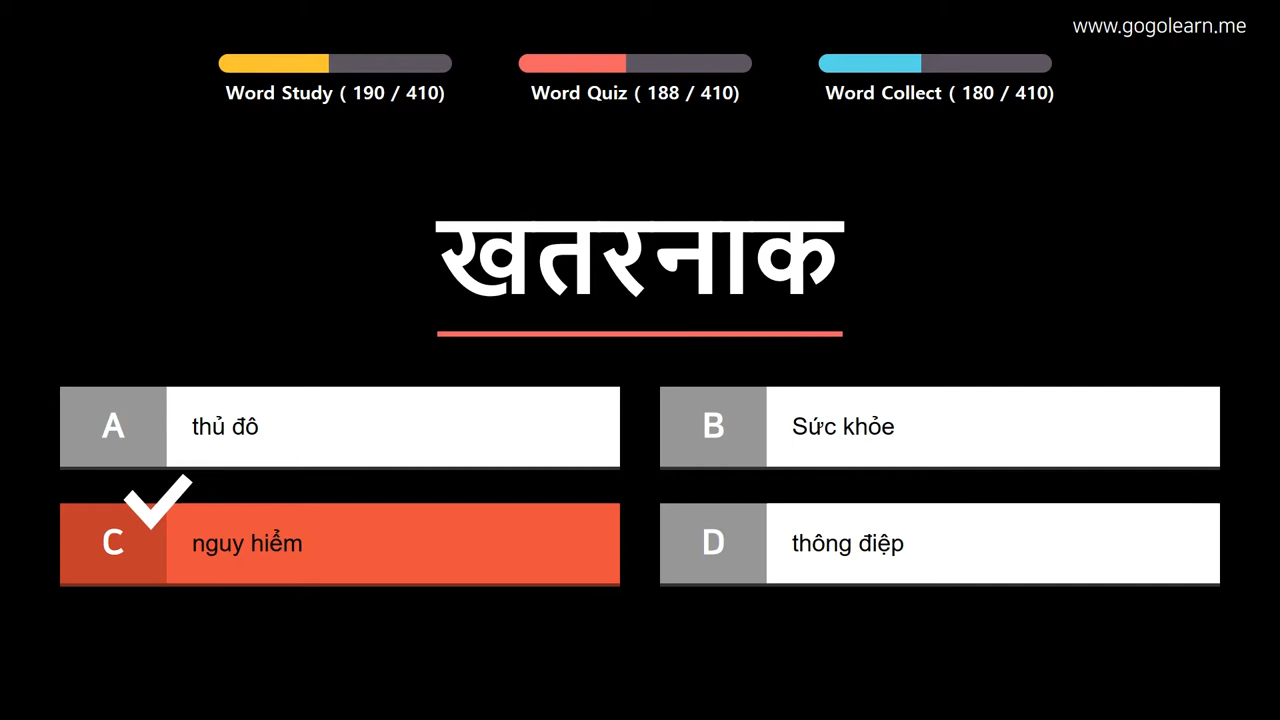 www.gogolearn.me
Word Study ( 190 / 410)
Word Quiz ( 188 / 410)
Word Collect ( 180 / 410)
खतरनाक
A thủ đô
B Sức khỏe
C nguy hiểm
D thông điệp